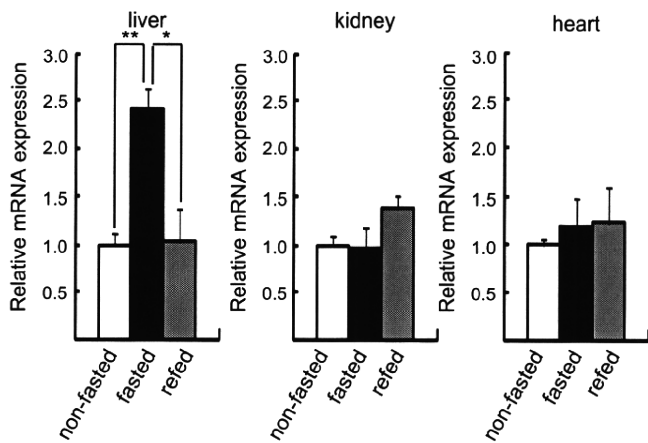 liver
kidney
heart
** *
Relative mRNA expression
3.0
2.5
2.0
1.5
1.0
0.5
non-fasted
fasted
refed
Relative mRNA expression
3.0
2.5
2.0
1.5
1.0
0.5
non-fasted
fasted
refed
Relative mRNA expression
3.0
2.5
2.0
1.5
1.0
0.5
non-fasted
fasted
refed